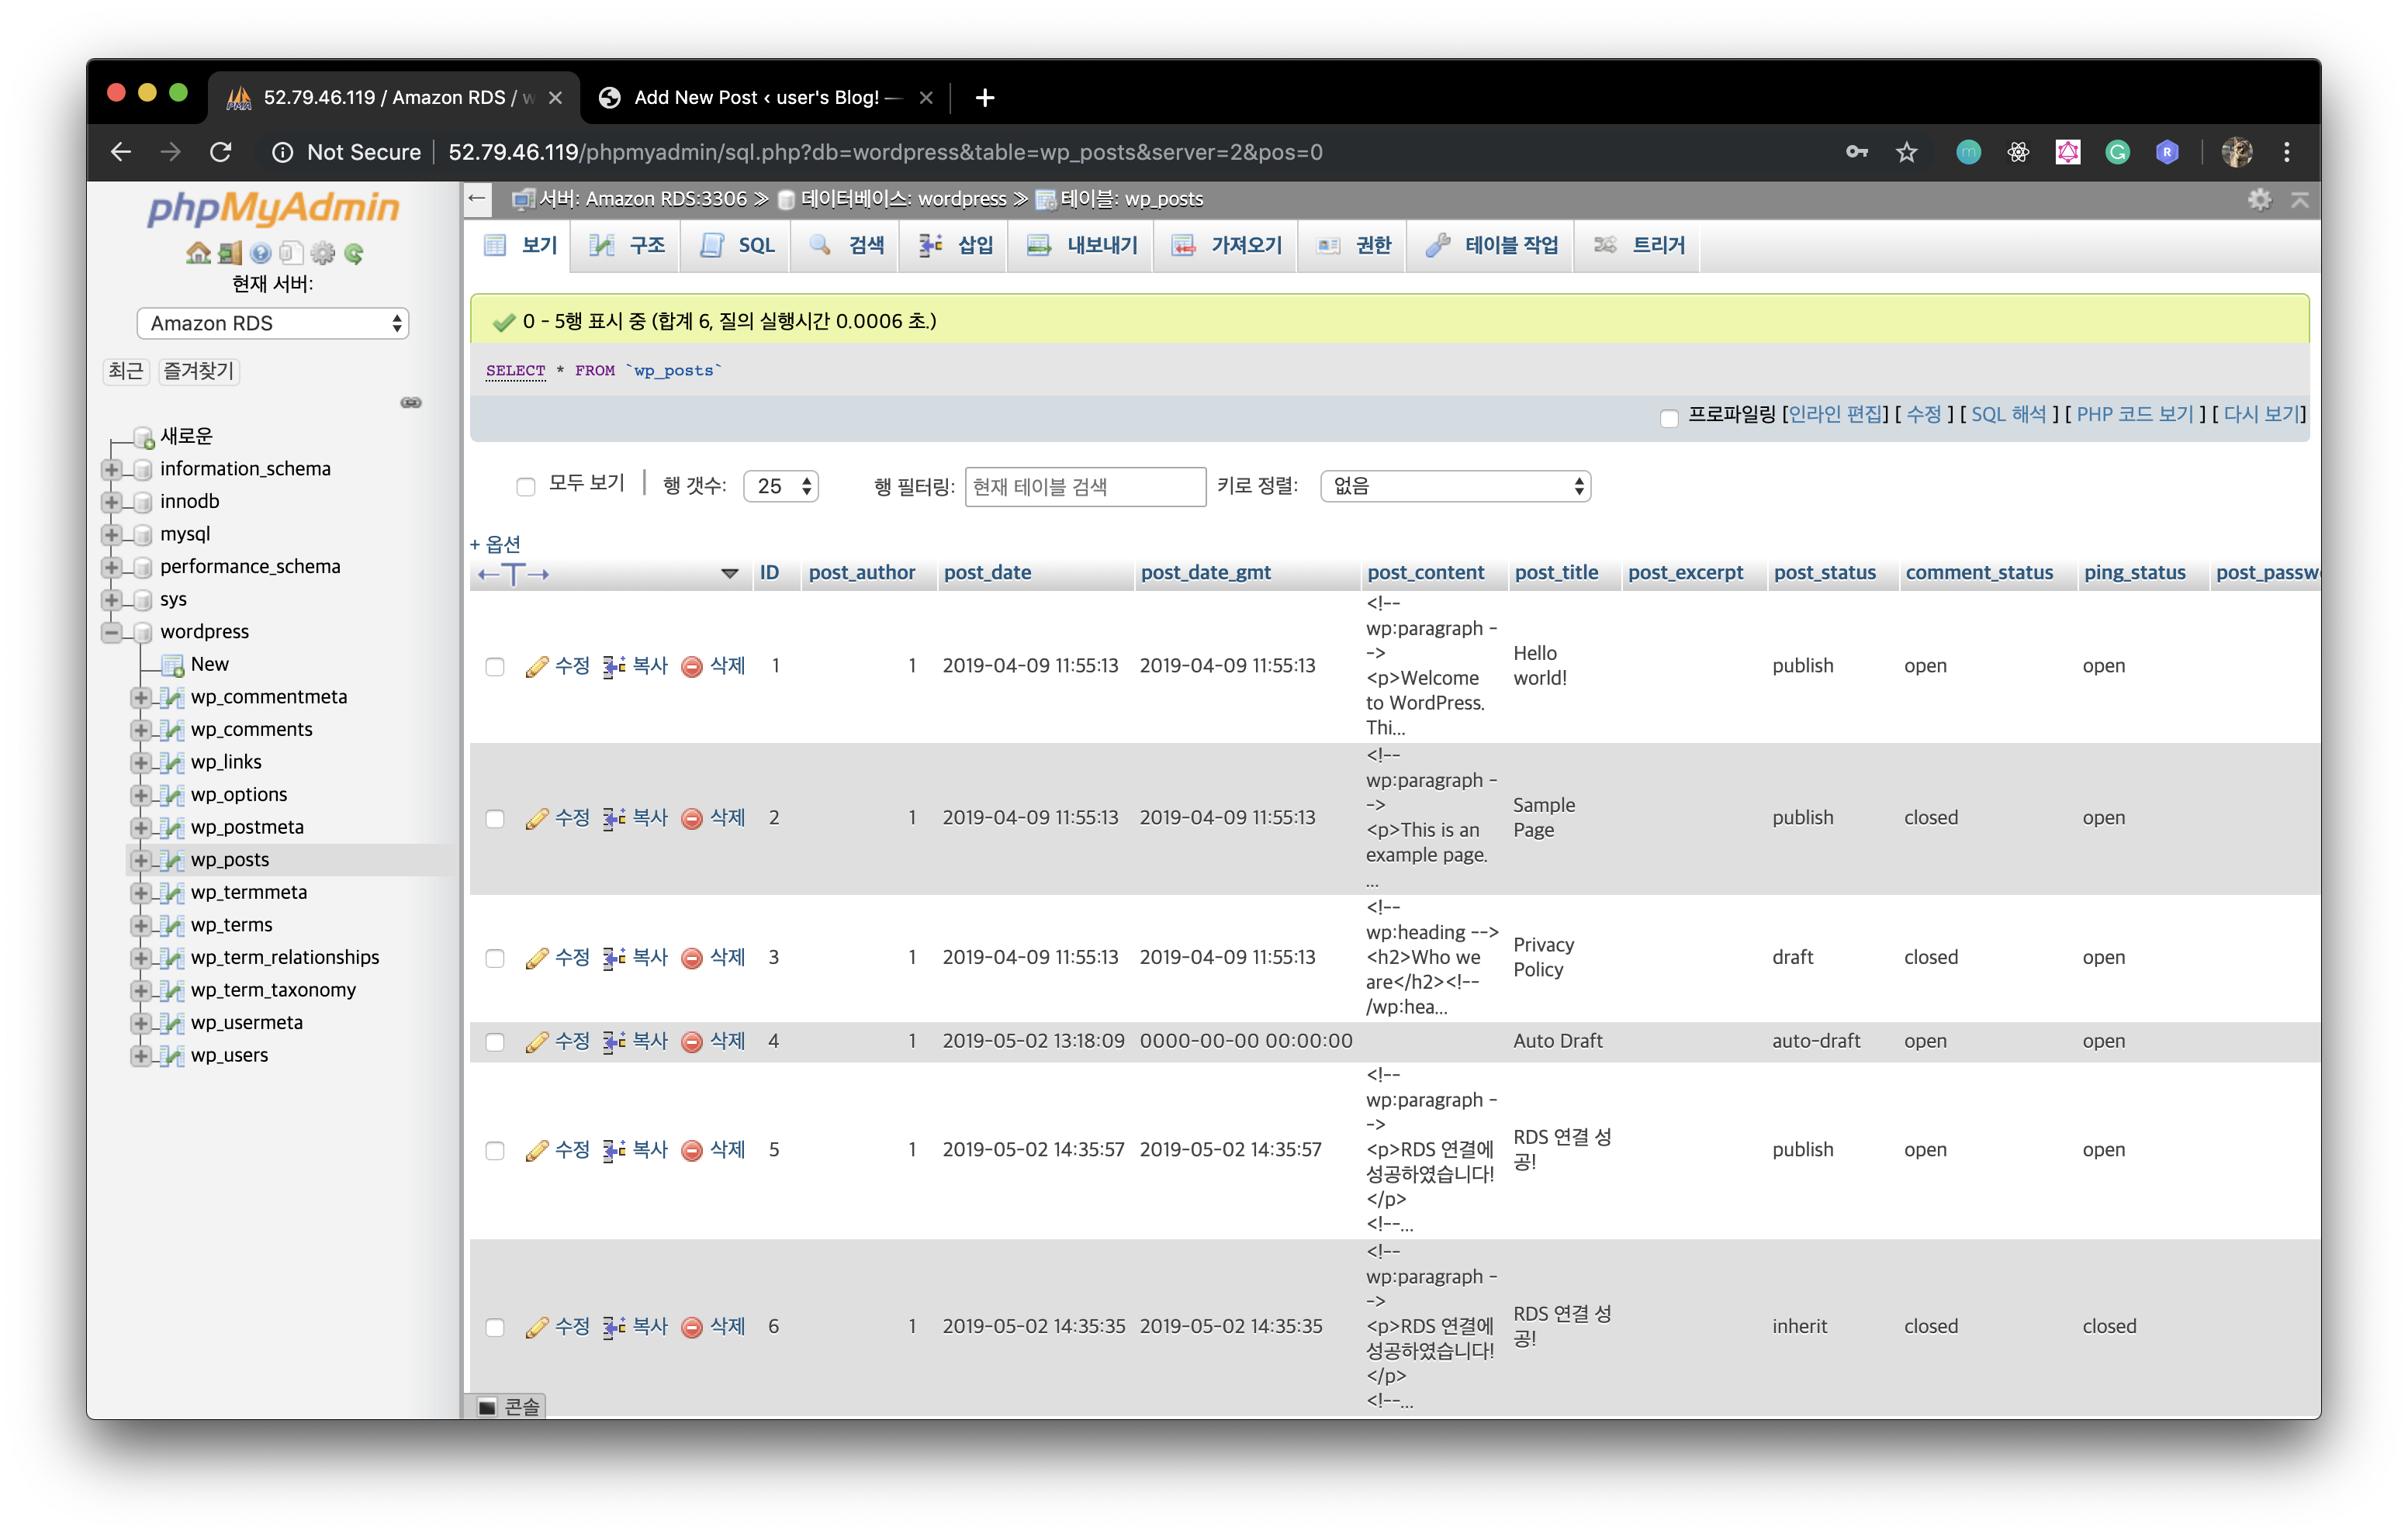 52.79.46.119 / Amazon RDS / w
Add New Post ‹ user's Blog! —
Not Secure
52.79.46.119/phpmyadmin/sql.php?db=wordpress&table=wp_posts&server=2&pos=0
phpMyAdmin
현재 서버:
Amazon RDS
최근 즐겨찾기
새로운
information_schema
innodb
mysql
performance_schema
sys
wordpress
New
wp_commentmeta
wp_comments
wp_links
wp_options
wp_postmeta
wp_posts
wp_termmeta
wp_terms
wp_term_relationships
wp_term_taxonomy
wp_usermeta
wp_users
서버: Amazon RDS:3306 » 데이터베이스: wordpress » 테이블: wp_posts
보기 구조 SQL 검색 삽입 내보내기 가져오기 권한 테이블 작업 트리거
0 - 5행 표시 중 (합계 6, 질의 실행시간 0.0006 초.)
SELECT * FROM `wp_posts`
프로파일링 [인라인 편집] [ 수정 ] [ SQL 해석 ] [ PHP 코드 보기 ] [ 다시 보기]
모두 보기 | 행 갯수: 25 행 필터링: 현재 테이블 검색 키로 정렬: 없음
+ 옵션
←T→ ID post_author post_date post_date_gmt post_content post_title post_excerpt post_status comment_status ping_status post_passw
수정 복사 삭제 1 1 2019-04-09 11:55:13 2019-04-09 11:55:13
<!--
wp:paragraph -
->
<p>Welcome
to WordPress.
Thi...
Hello
world!
publish open open
수정 복사 삭제 2 1 2019-04-09 11:55:13 2019-04-09 11:55:13
<!--
wp:paragraph -
->
<p>This is an
example page.
...
Sample
Page
publish closed open
수정 복사 삭제 3 1 2019-04-09 11:55:13 2019-04-09 11:55:13
<!--
wp:heading -->
<h2>Who we
are</h2><!--
/wp:hea...
Privacy
Policy
draft closed open
수정 복사 삭제 4 1 2019-05-02 13:18:09 0000-00-00 00:00:00 Auto Draft auto-draft open open
수정 복사 삭제 5 1 2019-05-02 14:35:57 2019-05-02 14:35:57
<!--
wp:paragraph -
->
<p>RDS 연결에
성공하였습니다!
</p>
<!--...
RDS 연결 성
공!
publish open open
수정 복사 삭제 6 1 2019-05-02 14:35:35 2019-05-02 14:35:35
<!--
wp:paragraph -
->
<p>RDS 연결에
성공하였습니다!
</p>
<!--...
RDS 연결 성
공!
inherit closed closed
콘솔